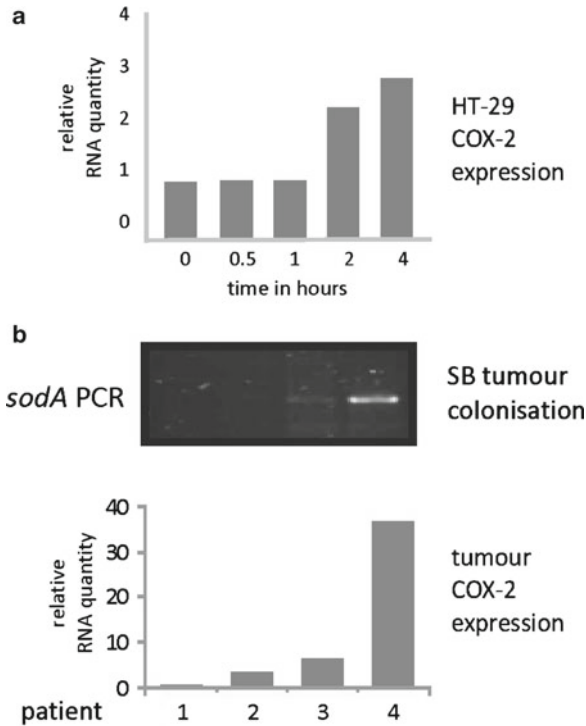 a
4
3
2
1
0
relative
RNA quantity
0 0.5 1 2 4
time in hours
HT-29
COX-2
expression
b
sodA PCR
SB tumour
colonisation
40
30
20
10
0
relative
RNA quantity
tumour
COX-2
expression
patient 1 2 3 4